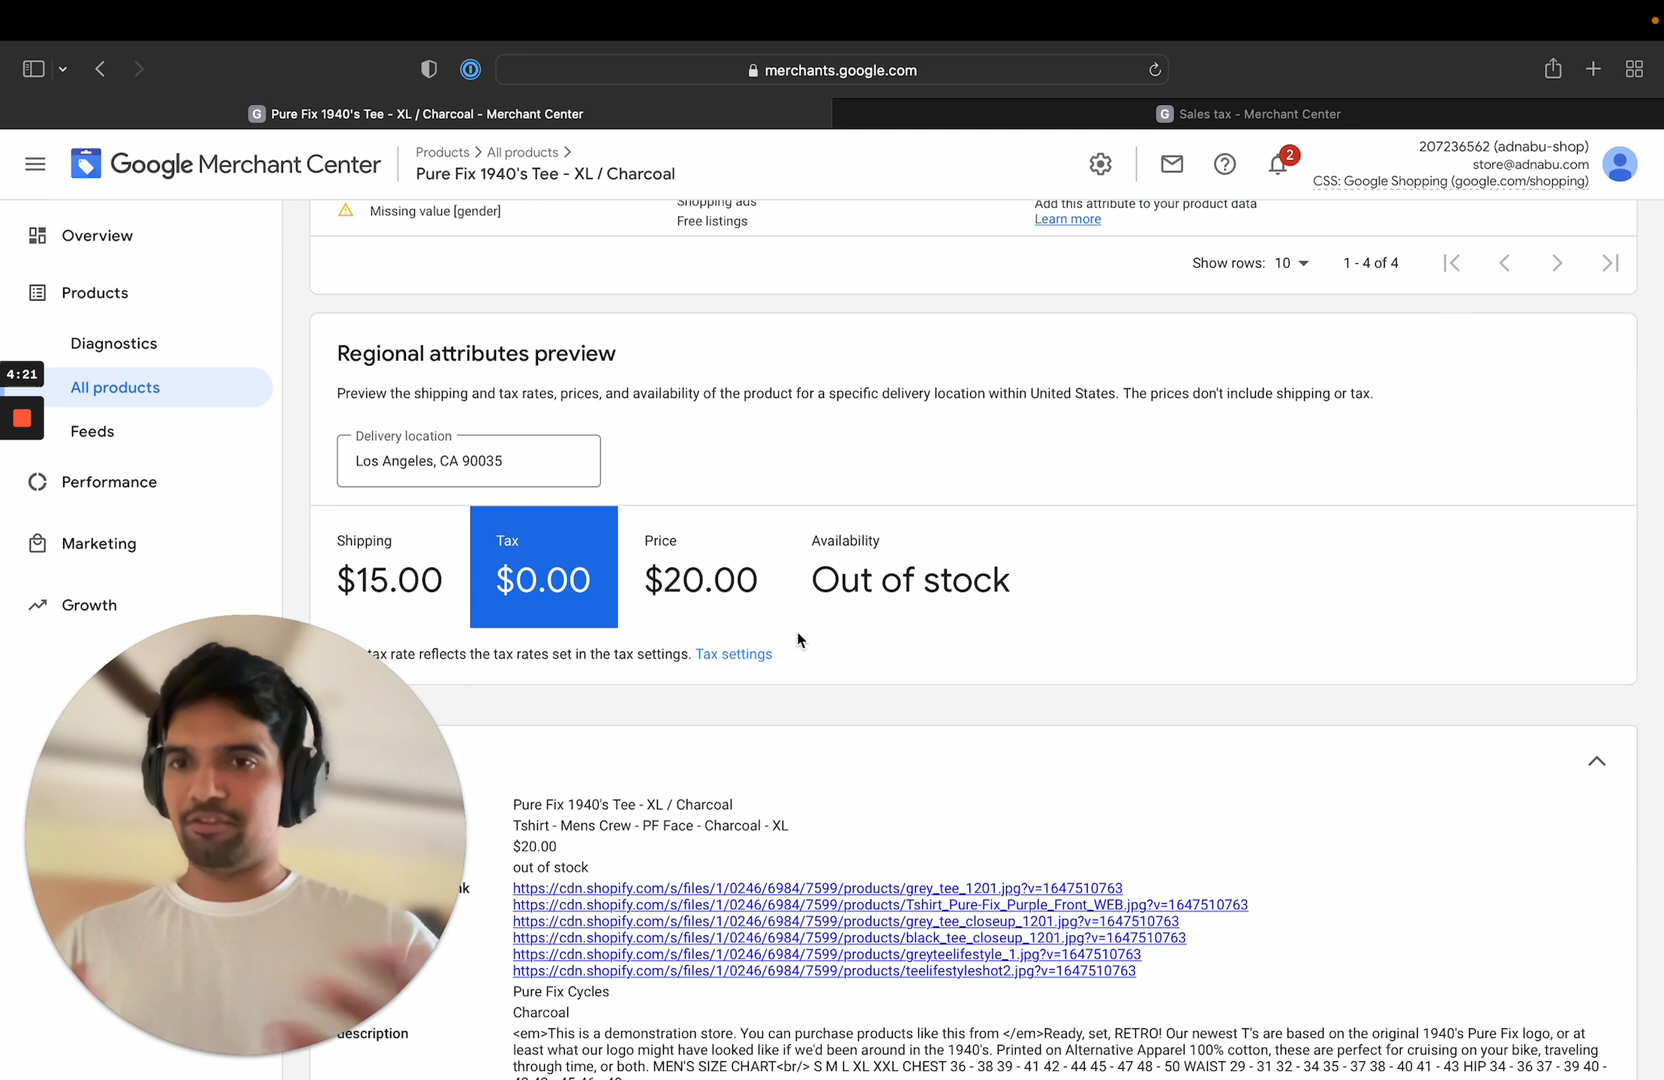 merchants.google.com
G Pure Fix 1940's Tee - XL / Charcoal - Merchant Center
G Sales tax - Merchant Center
Google Merchant Center
Products > All products >
Pure Fix 1940's Tee - XL / Charcoal
2
207236562 (adnabu-shop)
store@adnabu.com
CSS: Google Shopping (google.com/shopping)
Overview
Products
Diagnostics
4:21
All products
Feeds
Performance
Marketing
Growth
Missing value [gender]
Shopping ads
Free listings
Add this attribute to your product data
Learn more
Show rows: 10
1 - 4 of 4
Regional attributes preview
Preview the shipping and tax rates, prices, and availability of the product for a specific delivery location within United States. The prices don't include shipping or tax.
Delivery location
Los Angeles, CA 90035
Shipping
$15.00
Tax
$0.00
Price
$20.00
Availability
Out of stock
tax rate reflects the tax rates set in the tax settings. Tax settings
Pure Fix 1940's Tee - XL / Charcoal
Tshirt - Mens Crew - PF Face - Charcoal - XL
$20.00
out of stock
https://cdn.shopify.com/s/files/1/0246/6984/7599/products/grey_tee_1201.jpg?v=1647510763
https://cdn.shopify.com/s/files/1/0246/6984/7599/products/Tshirt_Pure-Fix_Purple_Front_WEB.jpg?v=1647510763
https://cdn.shopify.com/s/files/1/0246/6984/7599/products/grey_tee_closeup_1201.jpg?v=1647510763
https://cdn.shopify.com/s/files/1/0246/6984/7599/products/black_tee_closeup_1201.jpg?v=1647510763
https://cdn.shopify.com/s/files/1/0246/6984/7599/products/greyteelifestyle_1.jpg?v=1647510763
https://cdn.shopify.com/s/files/1/0246/6984/7599/products/teelifestyleshot2.jpg?v=1647510763
Pure Fix Cycles
Charcoal
description
<em>This is a demonstration store. You can purchase products like this from </em>Ready, set, RETRO! Our newest T's are based on the original 1940's Pure Fix logo, or at
least what our logo might have looked like if we'd been around in the 1940's. Printed on Alternative Apparel 100% cotton, these are perfect for cruising on your bike, traveling
through time, or both. MEN'S SIZE CHART<br/> S M L XL XXL CHEST 36 - 38 39 - 41 42 - 44 45 - 47 48 - 50 WAIST 29 - 31 32 - 34 35 - 37 38 - 40 41 - 43 HIP 34 - 36 37 - 39 40 -